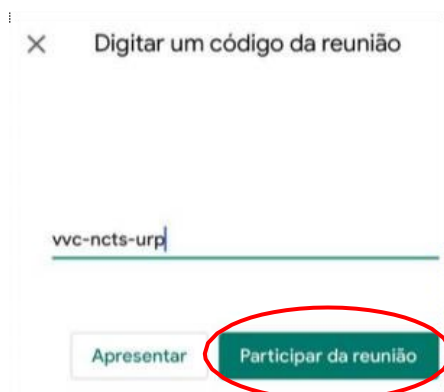 Digitar um código da reunião
vvc-ncts-urp
Apresentar
Participar da reunião